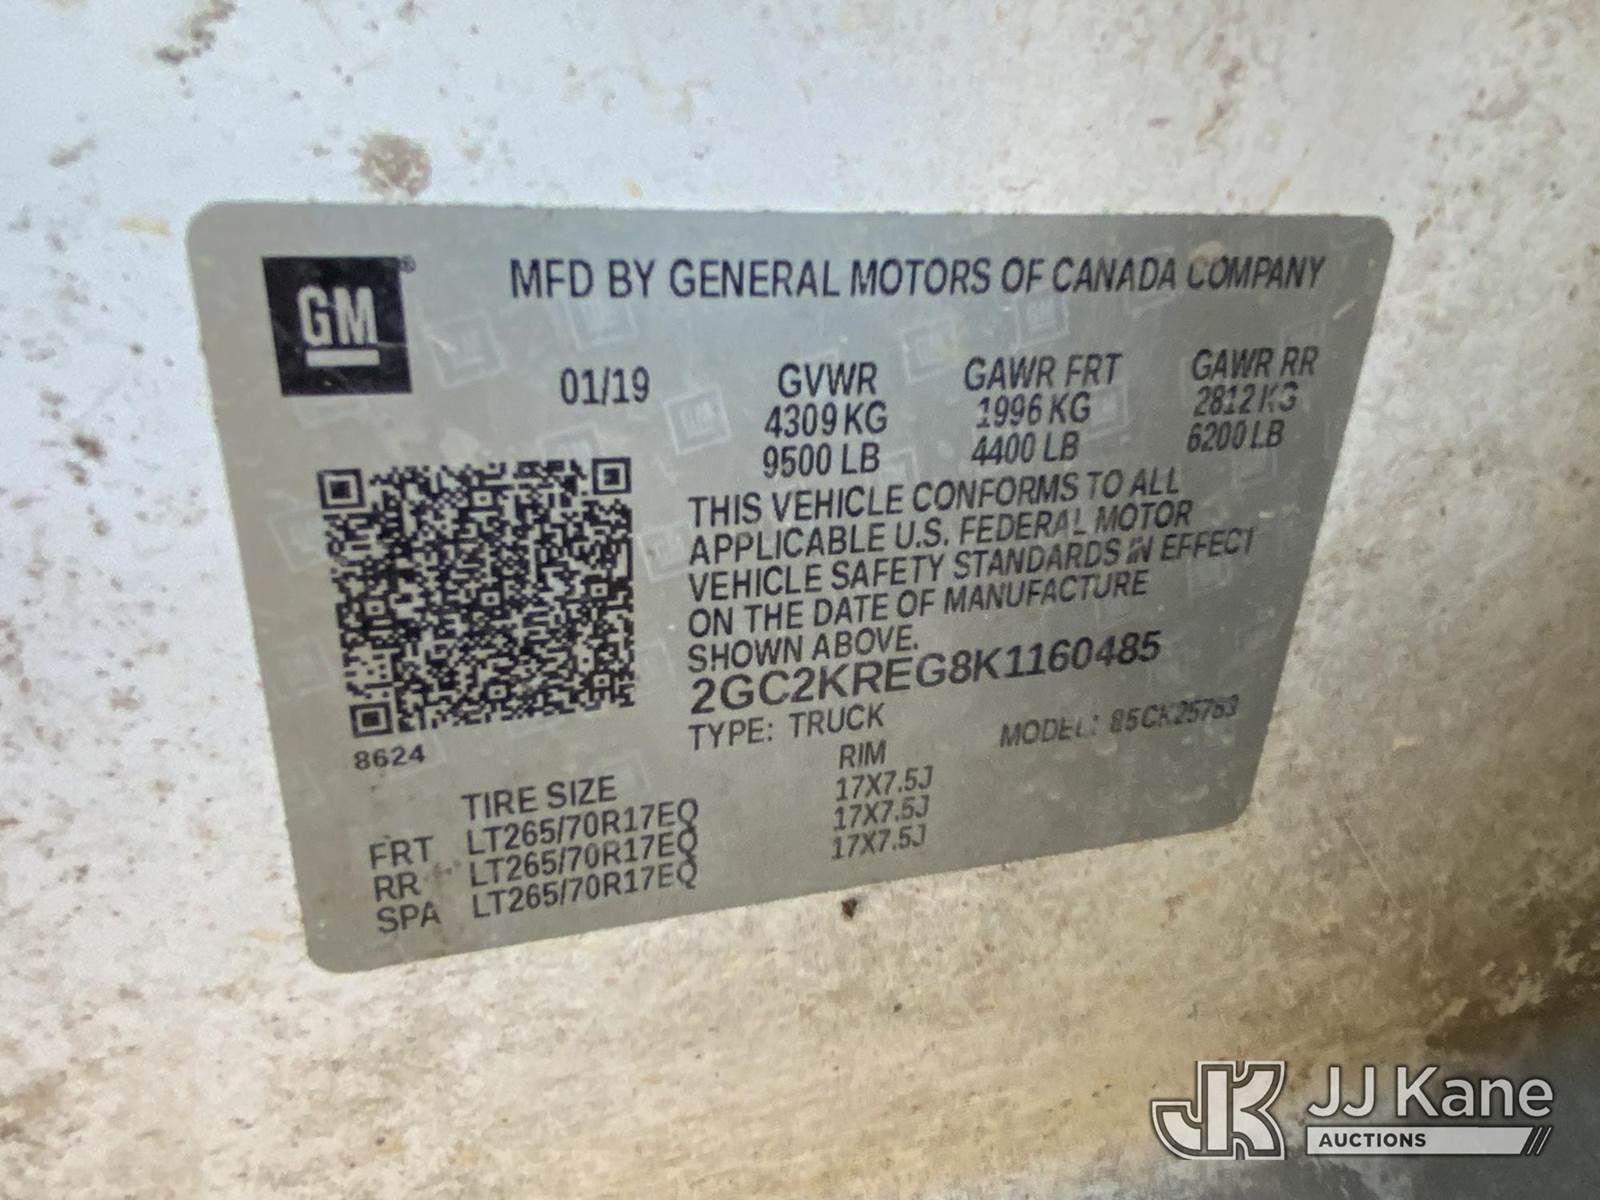 GM®
MFD BY GENERAL MOTORS OF CANADA COMPANY
01/19
GVWR
4309 KG
9500 LB
GAWR FRT
1996 KG
4400 LB
GAWR RR
2812 KG
6200 LB
THIS VEHICLE CONFORMS TO ALL
APPLICABLE U.S. FEDERAL MOTOR
VEHICLE SAFETY STANDARDS IN EFFECT
ON THE DATE OF MANUFACTURE
SHOWN ABOVE.
2GC2KREG8K1160485
TYPE: TRUCK
MODEL: 85CK25753
8624
TIRE SIZE RIM
FRT LT265/70R17EQ 17X7.5J
RR LT265/70R17EQ 17X7.5J
SPA LT265/70R17EQ 17X7.5J
JK JJ Kane
AUCTIONS